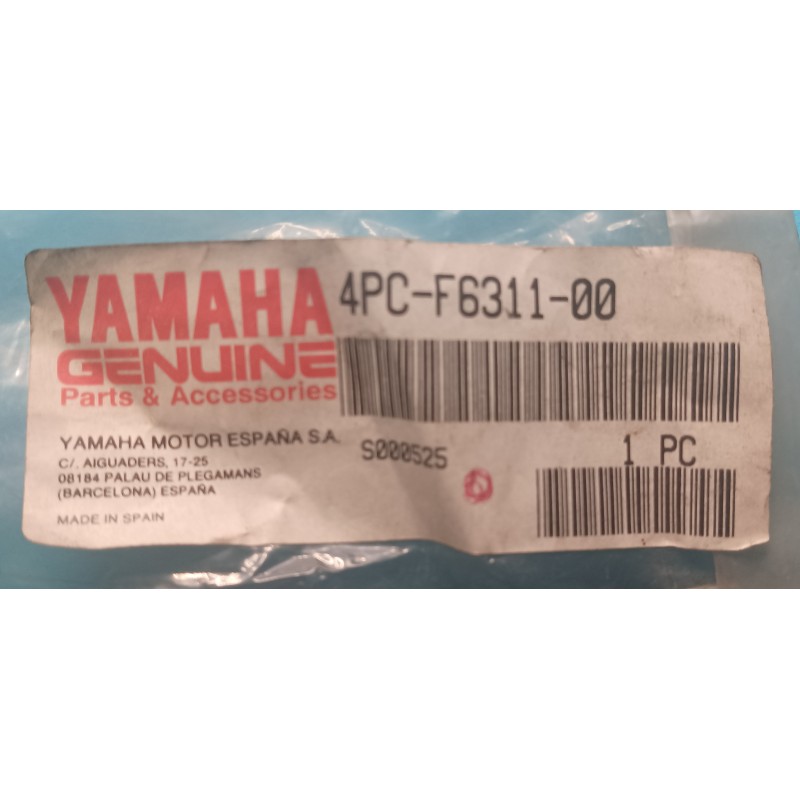 YAMAHA
GENUINE
Parts & Accessories
4PC-F6311-00
YAMAHA MOTOR ESPAÑA S.A.
C/. AIGUADERS, 17-25
08184 PALAU DE PLEGAMANS
(BARCELONA) ESPAÑA
MADE IN SPAIN
S000525
1 PC